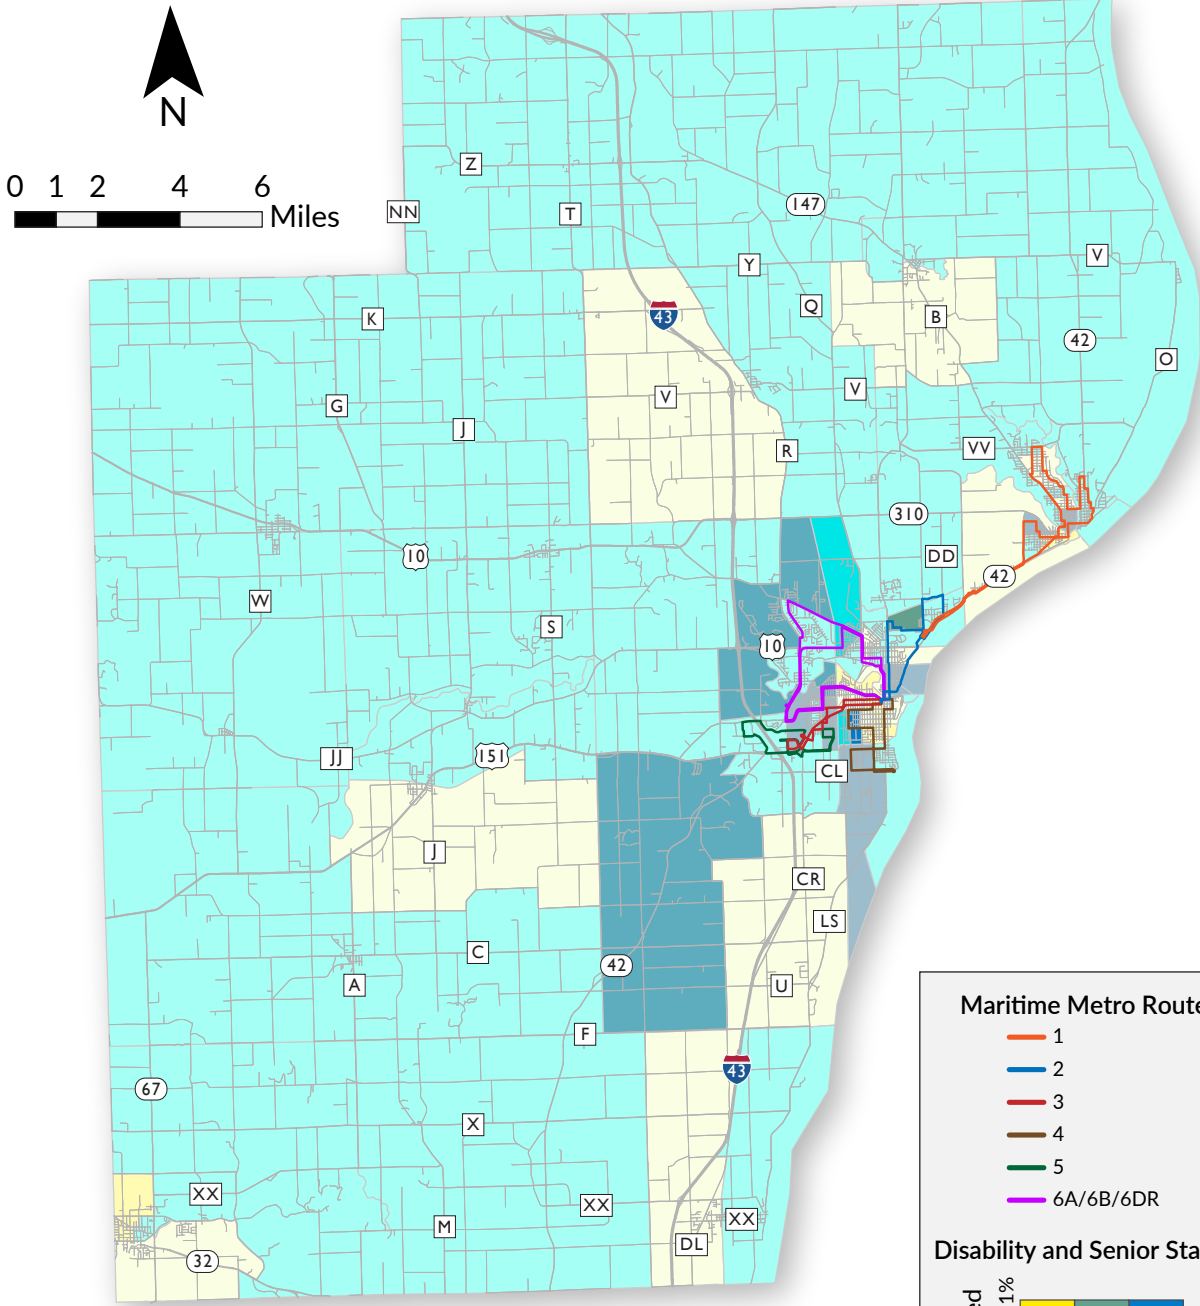 N
0 1 2 4 6
Miles
Z
NN
T
147
Y
V
K
43
Q
B
42
O
G
V
V
J
R
VV
310
10
DD
42
W
S
10
JJ
151
CL
J
CR
LS
C
42
A
U
F
43
67
X
XX
XX
M
XX
DL
32
Maritime Metro Route
1
2
3
4
5
6A/6B/6DR
Disability and Senior Sta
1%
ed